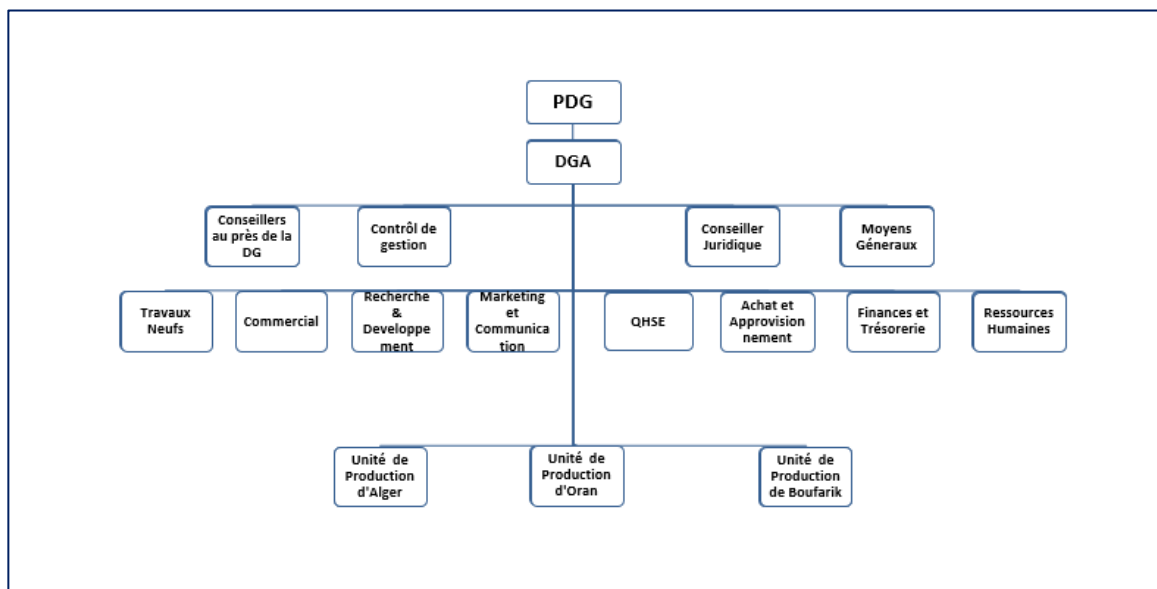 PDG
DGA
Conseillers
au près de la
DG
Contrôl de
gestion
Conseiller
Juridique
Moyens
Géneraux
Travaux
Neufs
Commercial
Recherche
&
Developpe
ment
Marketing
et
Communica
tion
QHSE
Achat et
Approvision
nement
Finances et
Trésorerie
Ressources
Humaines
Unité de
Production
d'Alger
Unité de
Production
d'Oran
Unité de
Production
de Boufarik